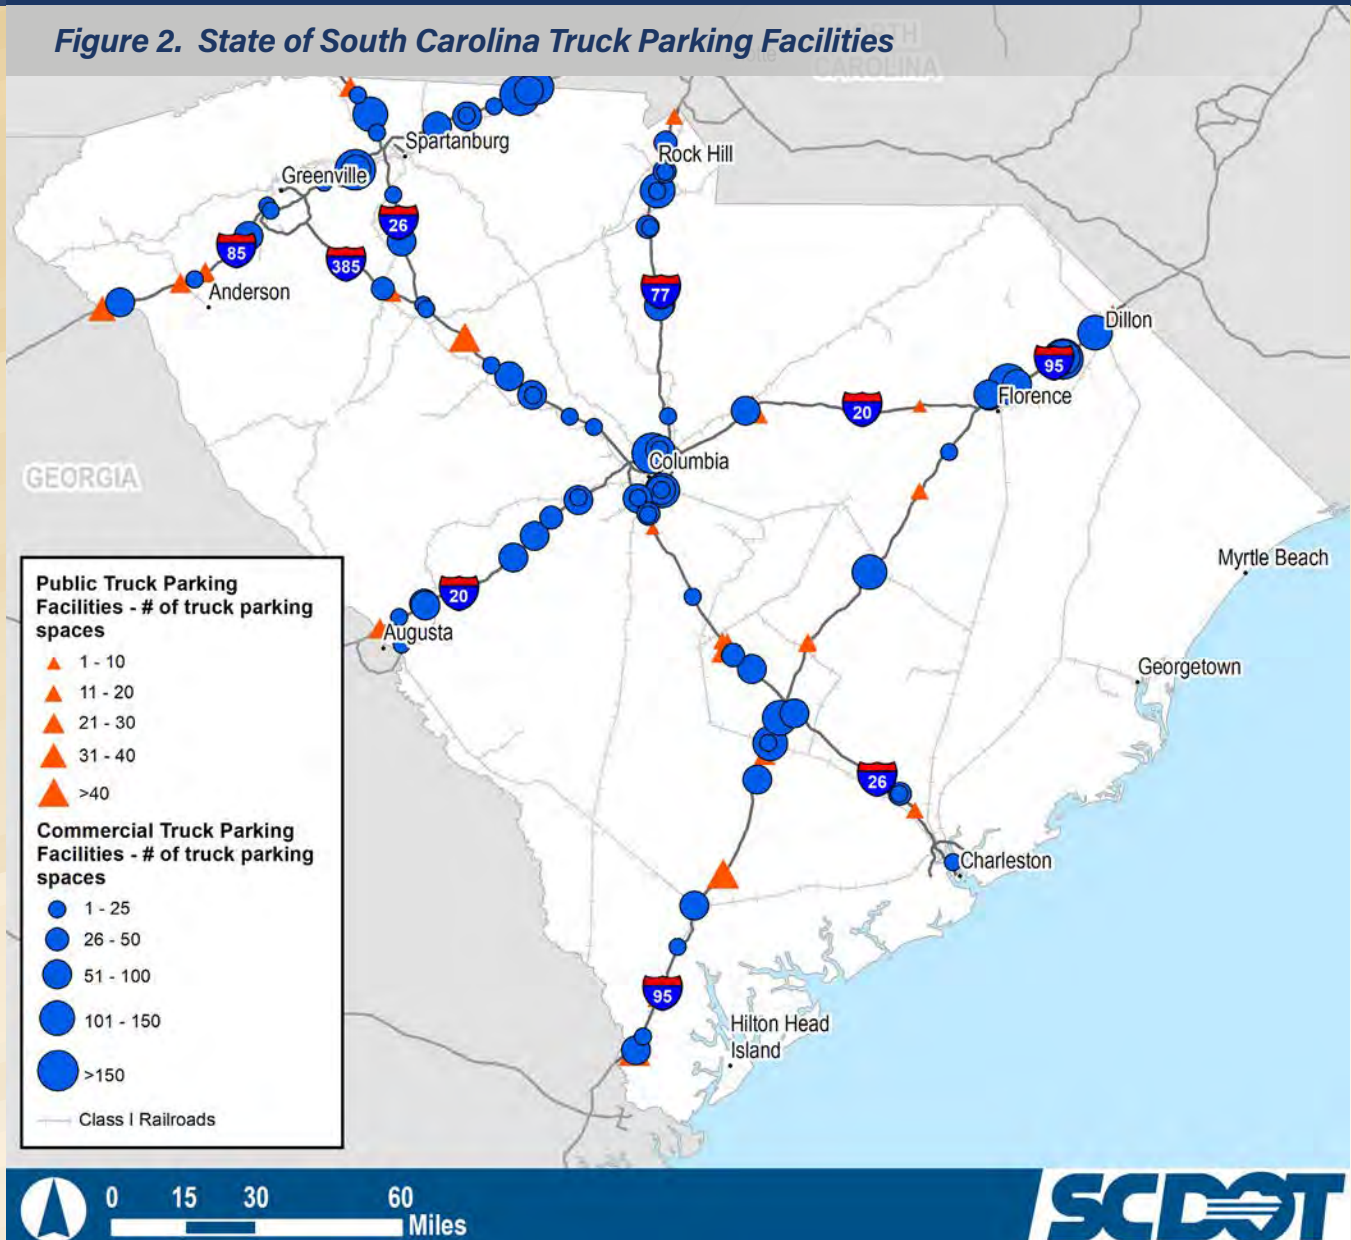 Figure 2. State of South Carolina Truck Parking Facilities
NORTH
CAROLINA
Spartanburg
Rock Hill
Greenville
26
85
385
77
Anderson
Dillon
95
20
Florence
Columbia
GEORGIA
Myrtle Beach
20
Augusta
Georgetown
26
Charleston
95
Hilton Head
Island
Public Truck Parking
Facilities - # of truck parking
spaces
1 - 10
11 - 20
21 - 30
31 - 40
>40
Commercial Truck Parking
Facilities - # of truck parking
spaces
1 - 25
26 - 50
51 - 100
101 - 150
>150
Class I Railroads
0 15 30 60
Miles
SCDOT